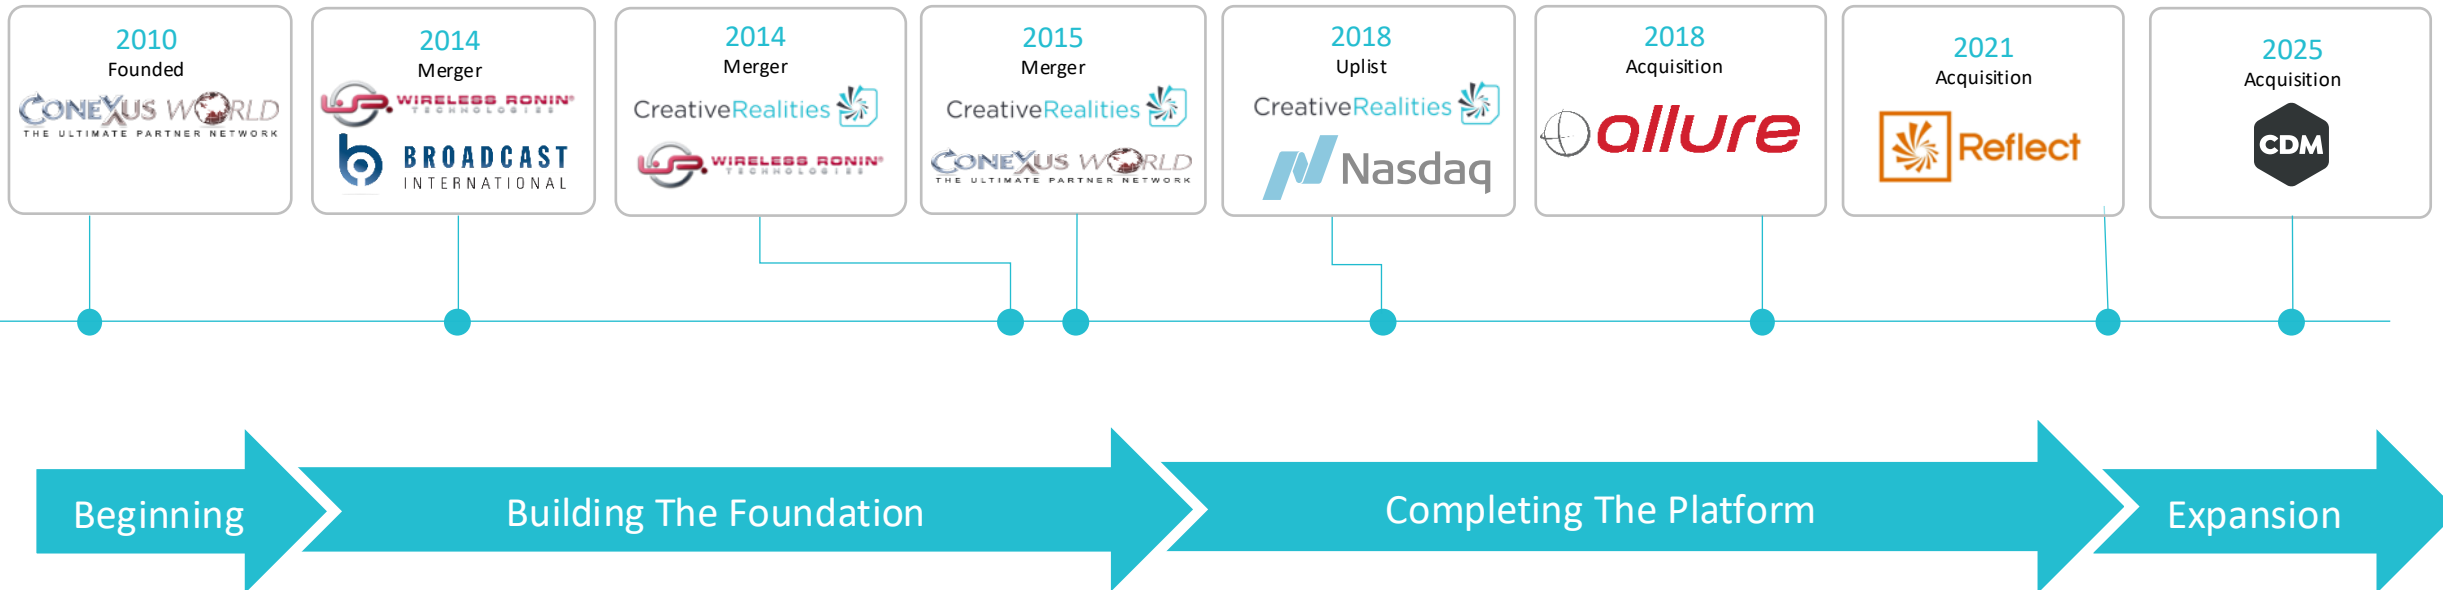 2010
Founded
CONEXUS WORLD
THE ULTIMATE PARTNER NETWORK
2014
Merger
WIRELESS RONIN®
TECHNOLOGIES
BROADCAST
INTERNATIONAL
2014
Merger
CreativeRealities
WIRELESS RONIN®
TECHNOLOGIES
2015
Merger
CreativeRealities
CONEXUS WORLD
THE ULTIMATE PARTNER NETWORK
2018
Uplist
CreativeRealities
Nasdaq
2018
Acquisition
allure
2021
Acquisition
Reflect
2025
Acquisition
CDM
Beginning
Building The Foundation
Completing The Platform
Expansion